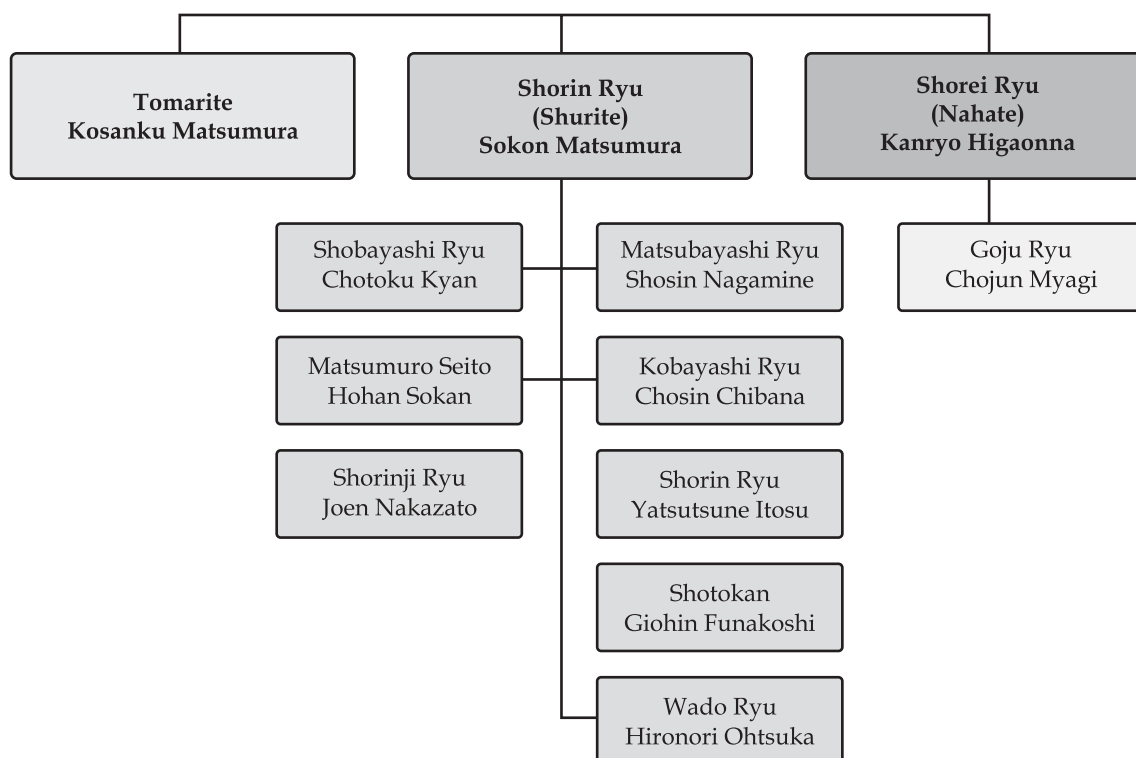 Tomarite
Kosanku Matsumura
Shorin Ryu
(Shurite)
Sokon Matsumura
Shorei Ryu
(Nahate)
Kanryo Higaonna
Shobayashi Ryu
Chotoku Kyan
Matsubayashi Ryu
Shosin Nagamine
Goju Ryu
Chojun Myagi
Matsumuro Seito
Hohan Sokan
Kobayashi Ryu
Chosin Chibana
Shorinji Ryu
Joen Nakazato
Shorin Ryu
Yatsutsune Itosu
Shotokan
Giohin Funakoshi
Wado Ryu
Hironori Ohtsuka